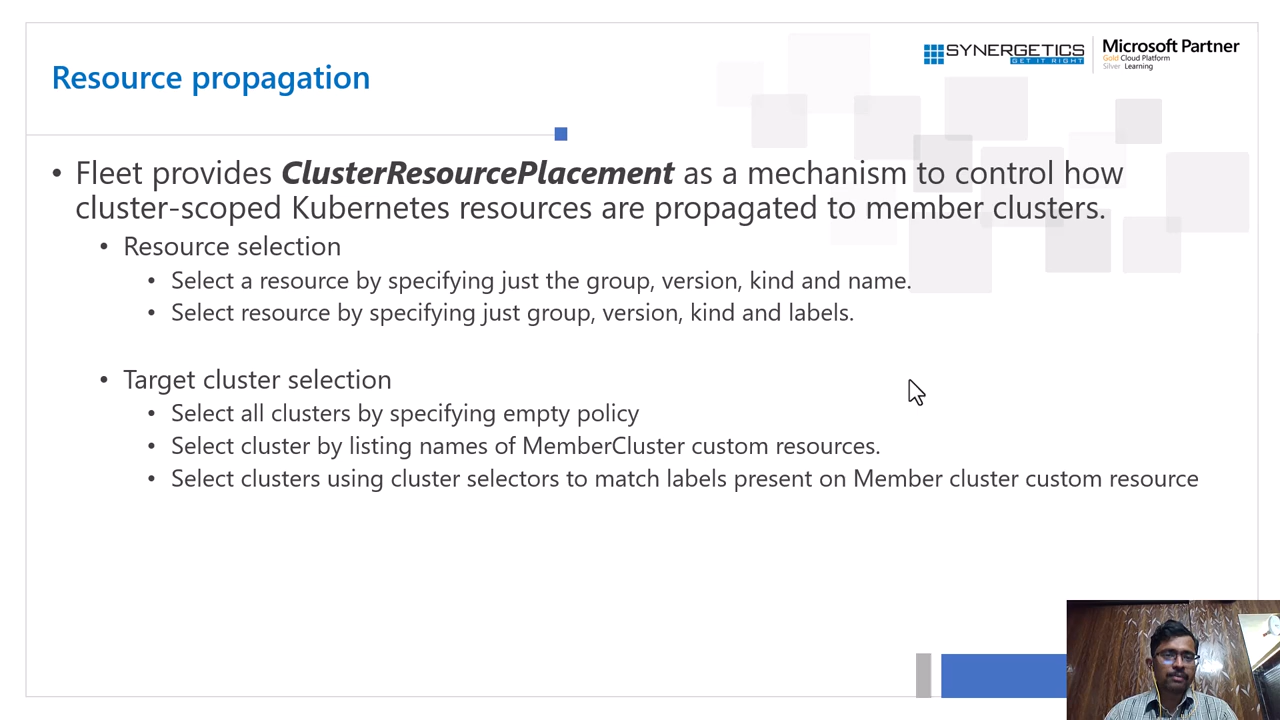 SYNERGETICS
GET IT RIGHT
Microsoft Partner
Gold Cloud Platform
Silver Learning
Resource propagation
• Fleet provides ClusterResourcePlacement as a mechanism to control how
cluster-scoped Kubernetes resources are propagated to member clusters.
• Resource selection
• Select a resource by specifying just the group, version, kind and name.
• Select resource by specifying just group, version, kind and labels.
• Target cluster selection
• Select all clusters by specifying empty policy
• Select cluster by listing names of MemberCluster custom resources.
• Select clusters using cluster selectors to match labels present on Member cluster custom resource